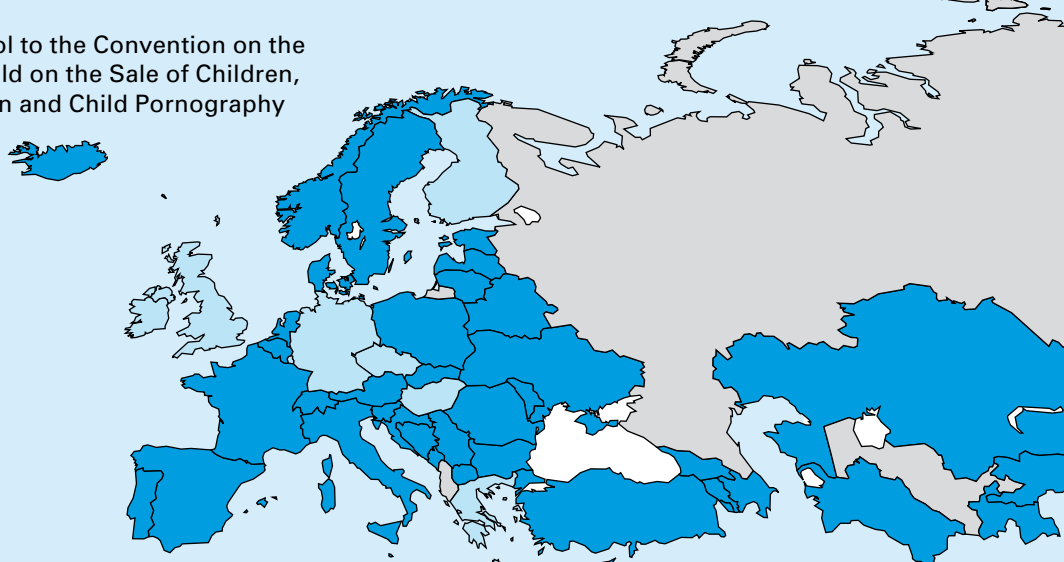 ol to the Convention on the
ld on the Sale of Children,
n and Child Pornography